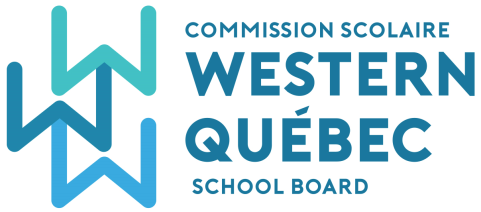 COMMISSION SCOLAIRE
WESTERN
QUÉBEC
SCHOOL BOARD